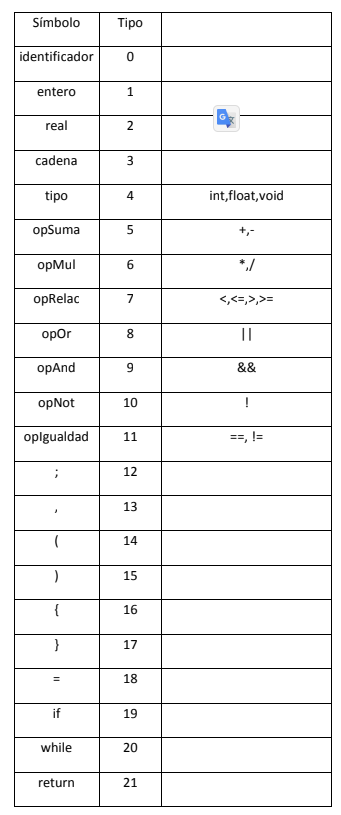 Símbolo Tipo
identificador 0
entero 1
real 2
cadena 3
tipo 4 int,float,void
opSuma 5 +,-
opMul 6 *,/
opRelac 7 <,<=,>,>=
opOr 8 ||
opAnd 9 &&
opNot 10 !
opIgualdad 11 ==, !=
; 12
, 13
( 14
) 15
{ 16
} 17
= 18
if 19
while 20
return 21